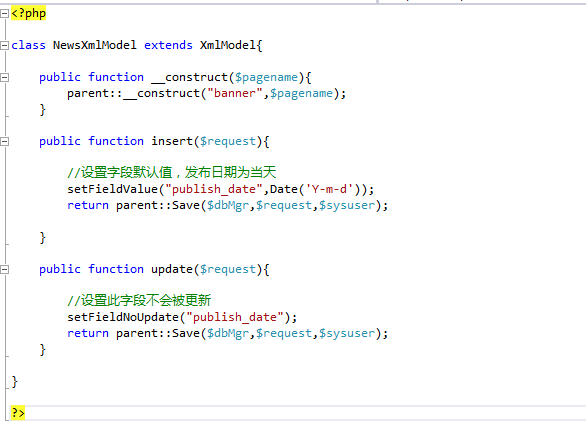 <?php
class NewsXmlModel extends XmlModel{
public function __construct($pagename){
parent::__construct("banner",$pagename);
}
public function insert($request){
//设置字段默认值，发布日期为当天
setFieldValue("publish_date",Date('Y-m-d'));
return parent::Save($dbMgr,$request,$sysuser);
}
public function update($request){
//设置此字段不会被更新
setFieldNoUpdate("publish_date");
return parent::Save($dbMgr,$request,$sysuser);
}
}
?>